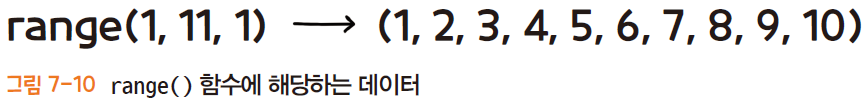 range(1, 11, 1) → (1, 2, 3, 4, 5, 6, 7, 8, 9, 10)
그림 7-10 range() 함수에 해당하는 데이터